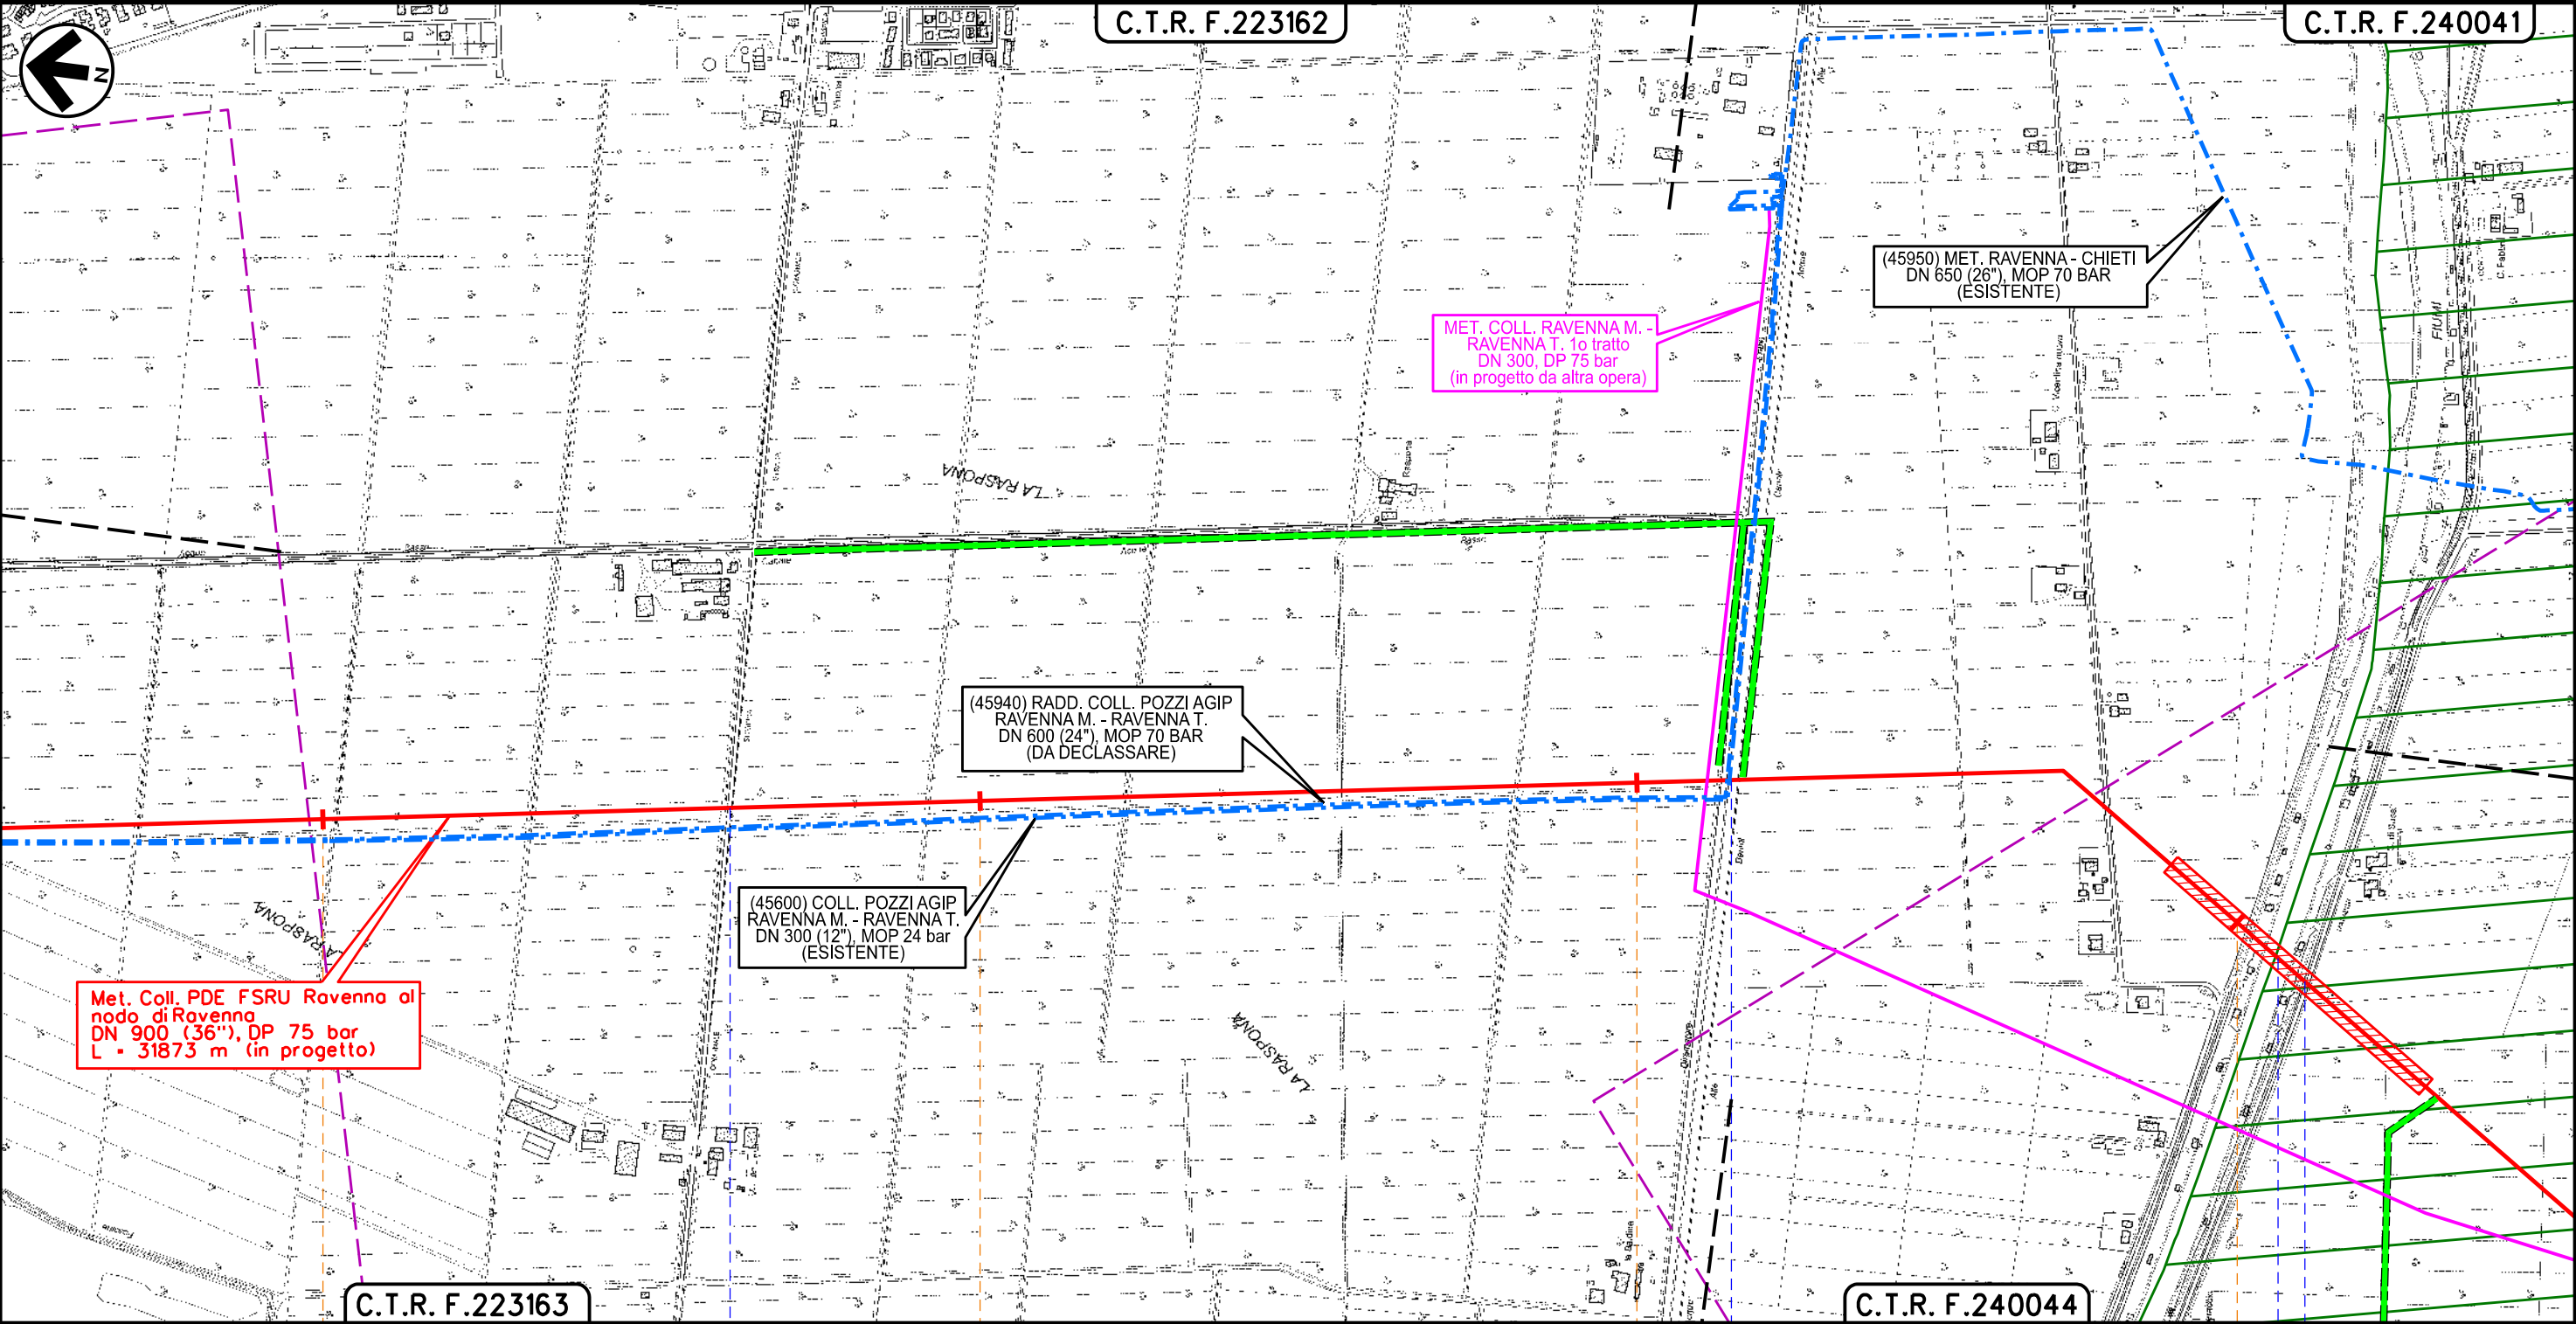 C.T.R. F.223162
C.T.R. F.240041
N
(45950) MET. RAVENNA - CHIETI
DN 650 (26"), MOP 70 BAR
(ESISTENTE)
MET. COLL. RAVENNA M. -
RAVENNA T. 1o tratto
DN 300, DP 75 bar
(in progetto da altra opera)
FIUMI
C. Fabbri
LA RASPONA
Raspona
(45940) RADD. COLL. POZZI AGIP
RAVENNA M. - RAVENNA T.
DN 600 (24"), MOP 70 BAR
(DA DECLASSARE)
(45600) COLL. POZZI AGIP
RAVENNA M. - RAVENNA T.
DN 300 (12"), MOP 24 bar
(ESISTENTE)
LA RASPONA
Met. Coll. PDE FSRU Ravenna al
nodo di Ravenna
DN 900 (36"), DP 75 bar
L = 31873 m (in progetto)
LA RASPONA
C.T.R. F.223163
C.T.R. F.240044